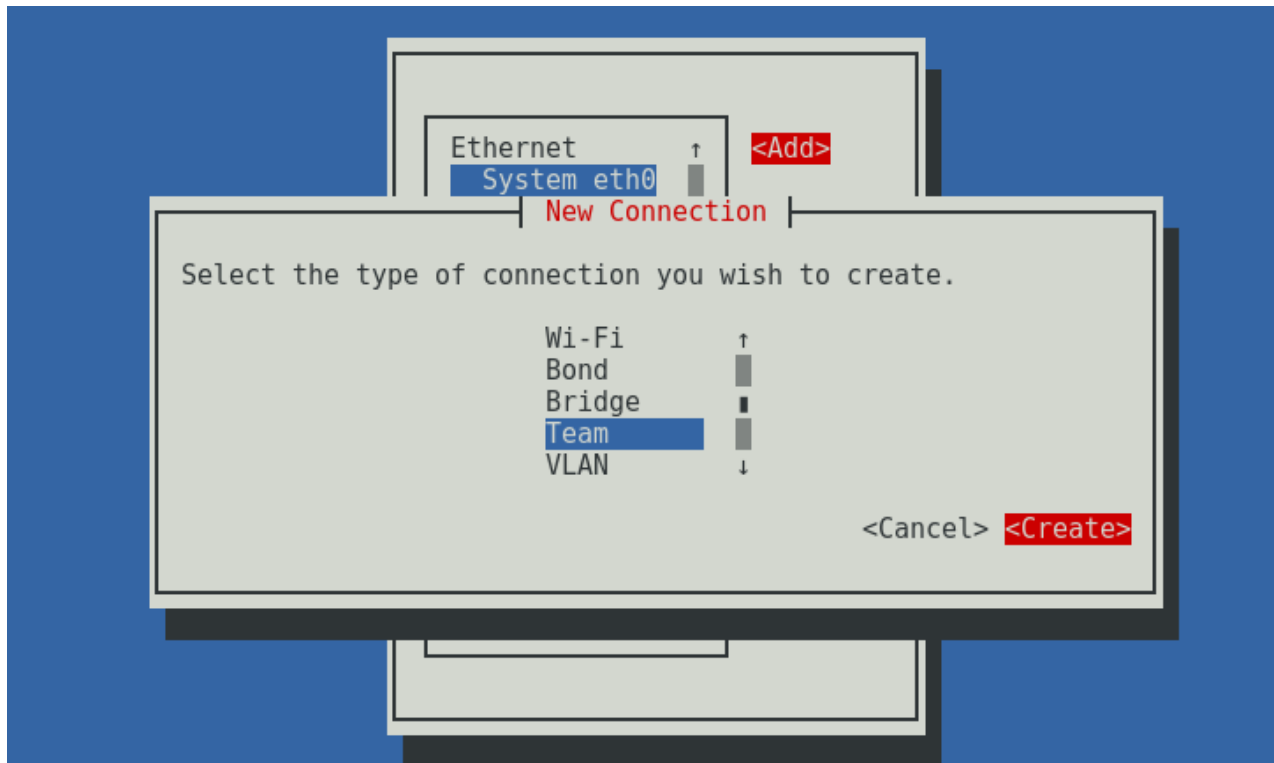 Ethernet ↑ <Add>
System eth0
New Connection
Select the type of connection you wish to create.
Wi-Fi ↑
Bond
Bridge
Team
VLAN ↓
<Cancel> <Create>